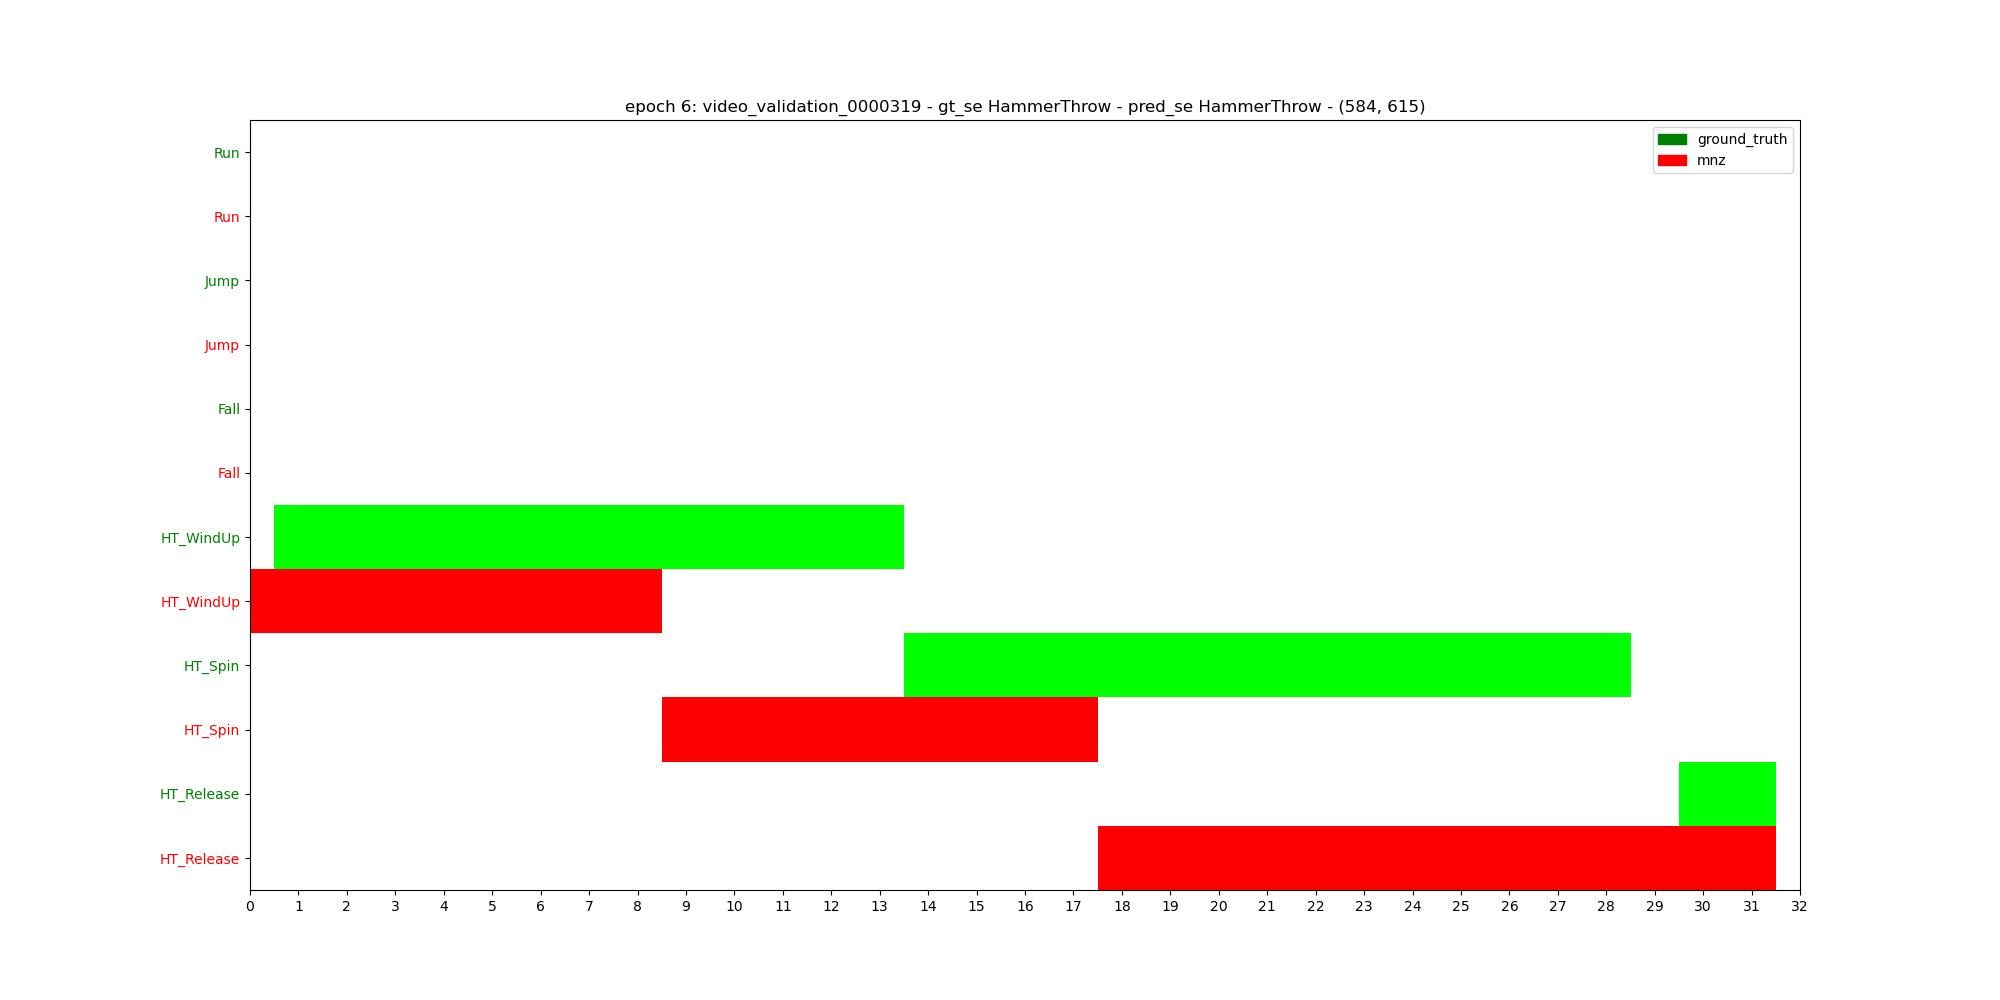 epoch 6: video_validation_0000319 - gt_se HammerThrow - pred_se HammerThrow - (584, 615)
ground_truth
mnz
Run
Run
Jump
Jump
Fall
Fall
HT_WindUp
HT_WindUp
HT_Spin
HT_Spin
HT_Release
HT_Release
0 1 2 3 4 5 6 7 8 9 10 11 12 13 14 15 16 17 18 19 20 21 22 23 24 25 26 27 28 29 30 31 32